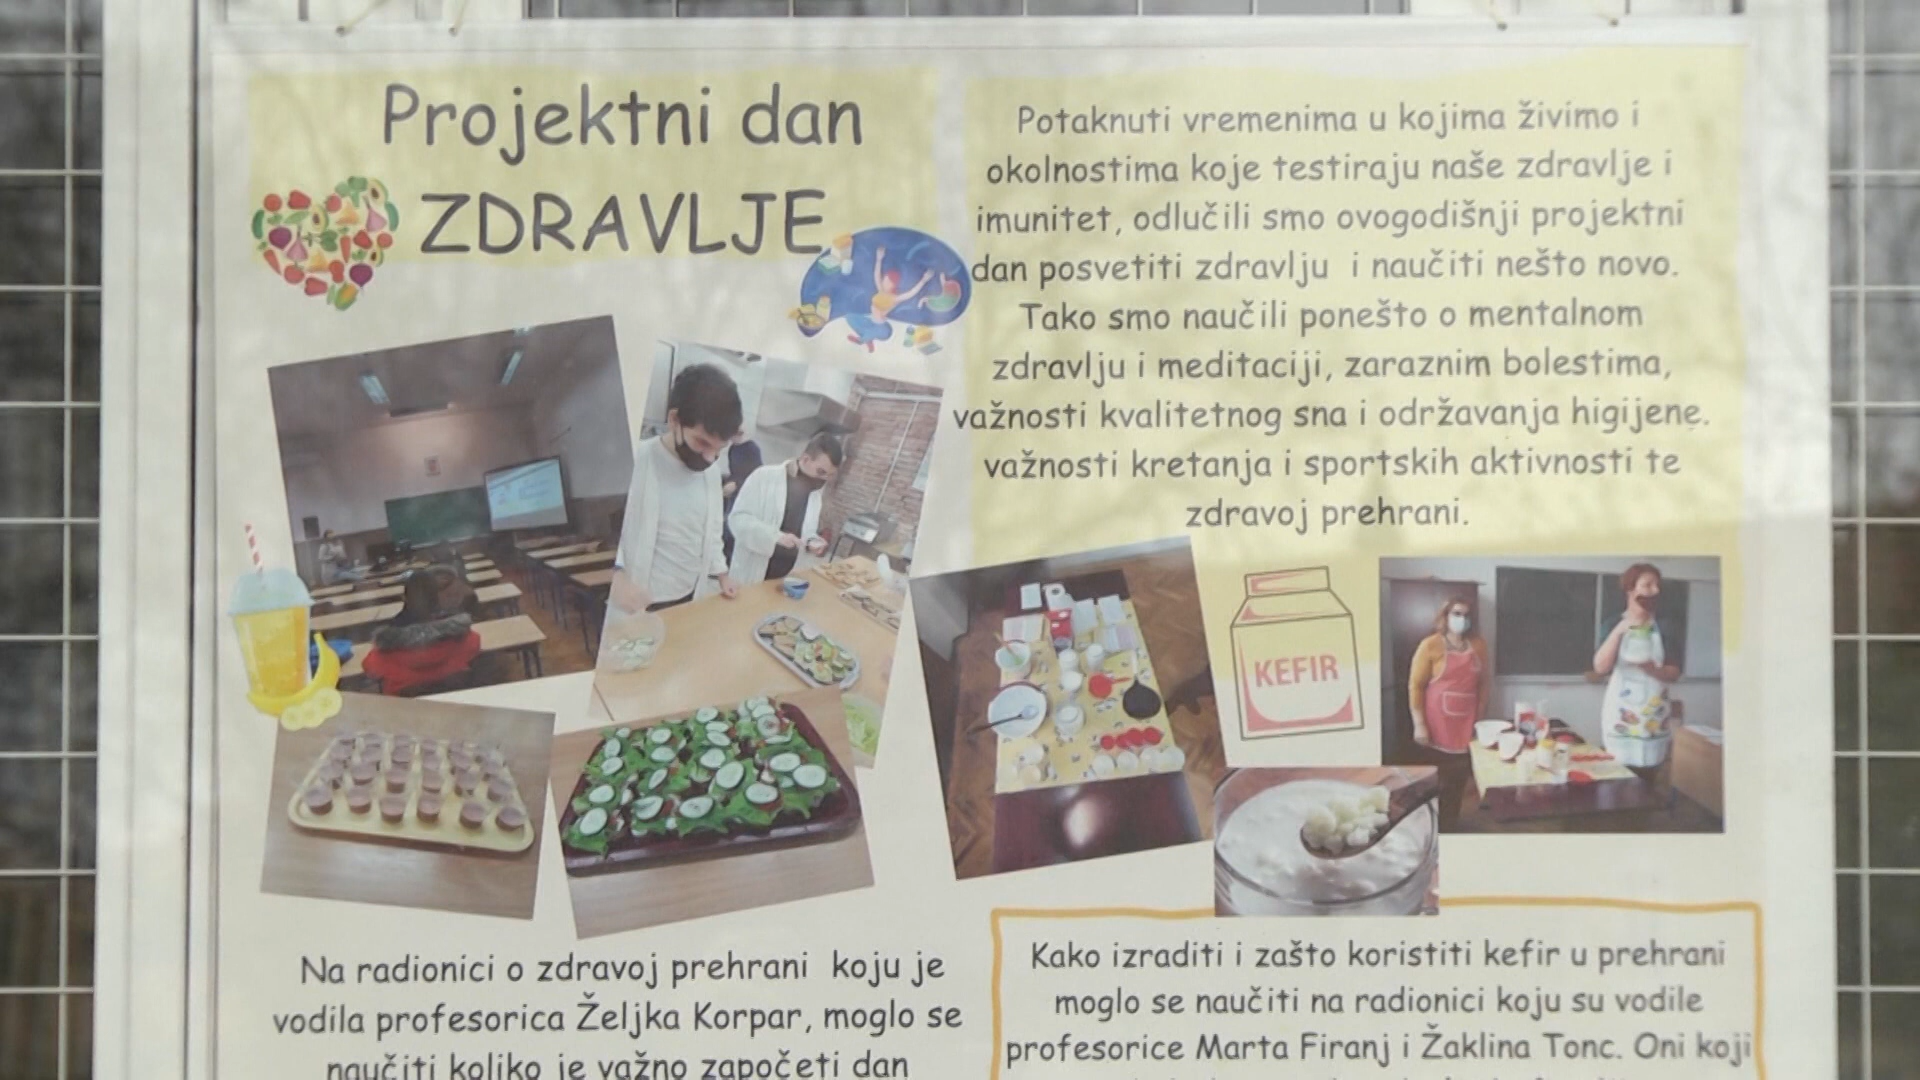 Projektni dan
ZDRAVLJE
Potaknuti vremenima u kojima živimo i
okolnostima koje testiraju naše zdravlje i
imunitet, odlučili smo ovogodišnji projektni
dan posvetiti zdravlju i naučiti nešto novo.
Tako smo naučili ponešto o mentalnom
zdravlju i meditaciji, zaraznim bolestima,
važnosti kvalitetnog sna i održavanja higijene.
važnosti kretanja i sportskih aktivnosti te
zdravoj prehrani.
KEFIR
Na radionici o zdravoj prehrani koju je
vodila profesorica Željka Korpar, moglo se
naučiti koliko je važno započeti dan
Kako izraditi i zašto koristiti kefir u prehrani
moglo se naučiti na radionici koju su vodile
profesorice Marta Firanj i Žaklina Tonc. Oni koji